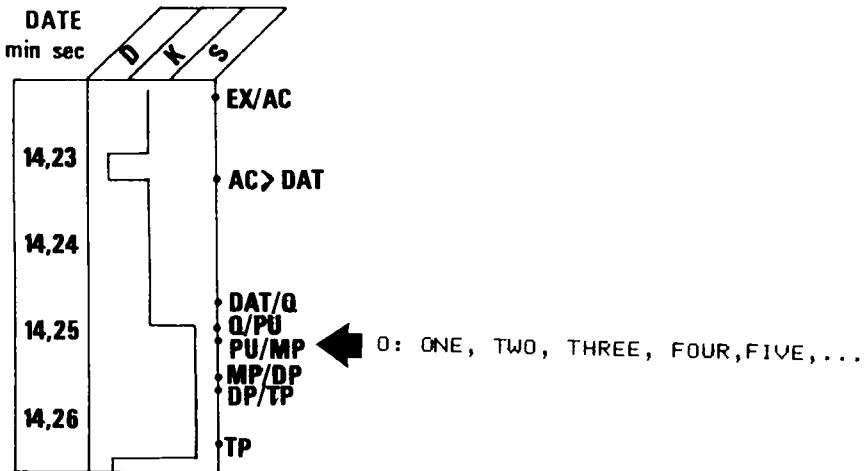 DATE
min sec
D K S
EX/AC
14,23
AC> DAT
14,24
DAT/Q
Q/PU
14,25
PU/MP
O: ONE, TWO, THREE, FOUR,FIVE,...
MP/DP
DP/TP
14,26
TP